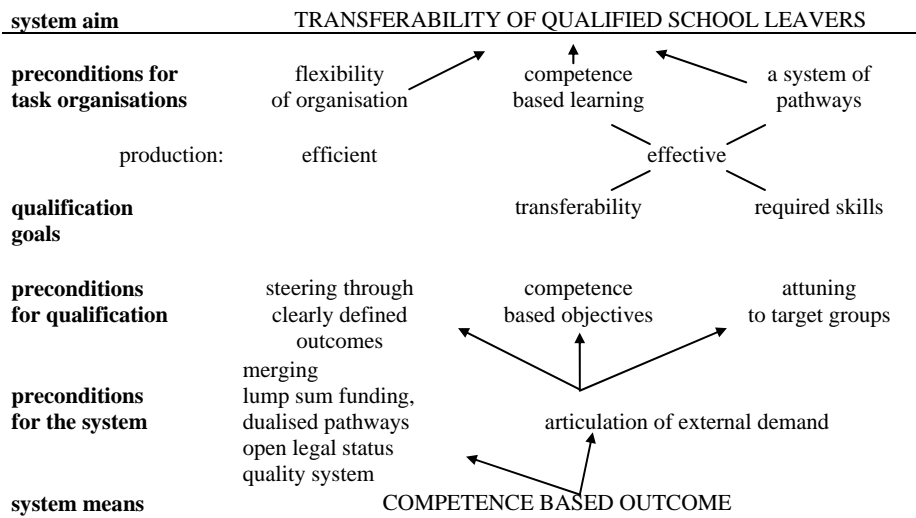 system aim TRANSFERABILITY OF QUALIFIED SCHOOL LEAVERS
preconditions for flexibility competence a system of
task organisations of organisation based learning pathways
production: efficient effective
qualification transferability required skills
goals
preconditions steering through competence attuning
for qualification clearly defined based objectives to target groups
outcomes
merging
preconditions lump sum funding,
for the system dualised pathways articulation of external demand
open legal status
quality system
system means COMPETENCE BASED OUTCOME